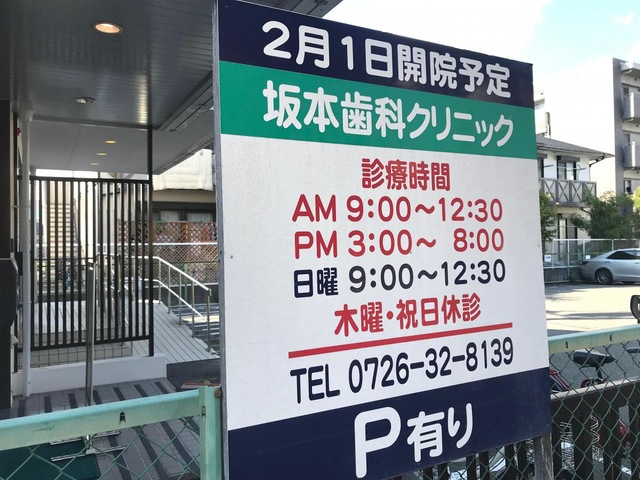 2月1日開院予定
坂本歯科クリニック
診療時間
AM 9:00～12:30
PM 3:00～ 8:00
日曜 9:00～12:30
木曜・祝日休診
TEL 0726-32-8139
P有り